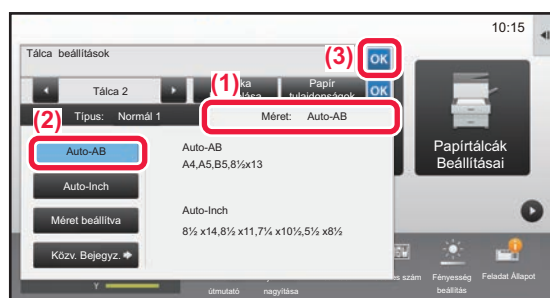 10:15
Tálca beállítások
(3)
OK
Tálca 2
(1)
Papír
tulajdonságok
OK
(2)
Típus: Normál 1
Méret: Auto-AB
Auto-AB
Auto-AB
A4,A5,B5,8½x13
Auto-Inch
Auto-Inch
8½ x14,8½ x11,7¼ x10½,5½ x8½
Méret beállítva
Közv. Bejegyz.
Papírtálcák
Beállításai
Y
útmutató
nagyítása
szám
Fényesség
beállítás
Feladat Állapot